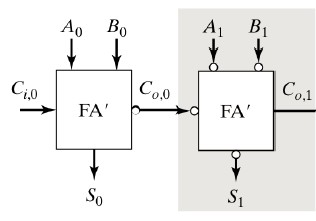 A₀ B₀ A₁ B₁
Cᵢ,₀ Cₒ,₀ Cₒ,₁
FA′ FA′
S₀ S₁